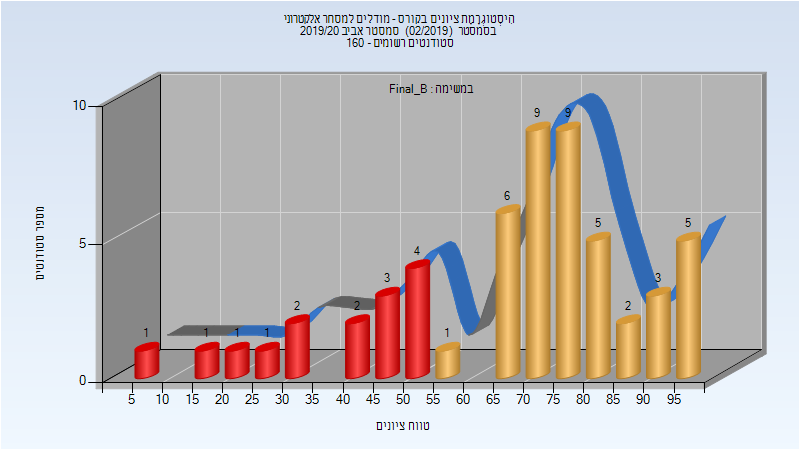 היסטוגרמת ציונים בקורס - מודלים למסחר אלקטרוני
בסמסטר (02/2019) סמסטר אביב 2019/20
סטודנטים רשומים - 160
במשימה : Final_B
מספר סטודנטים
10
5
0
1 1 1 1 2 2 3 4 1 6 9 9 5 2 3 5
5 10 15 20 25 30 35 40 45 50 55 60 65 70 75 80 85 90 95
טווח ציונים